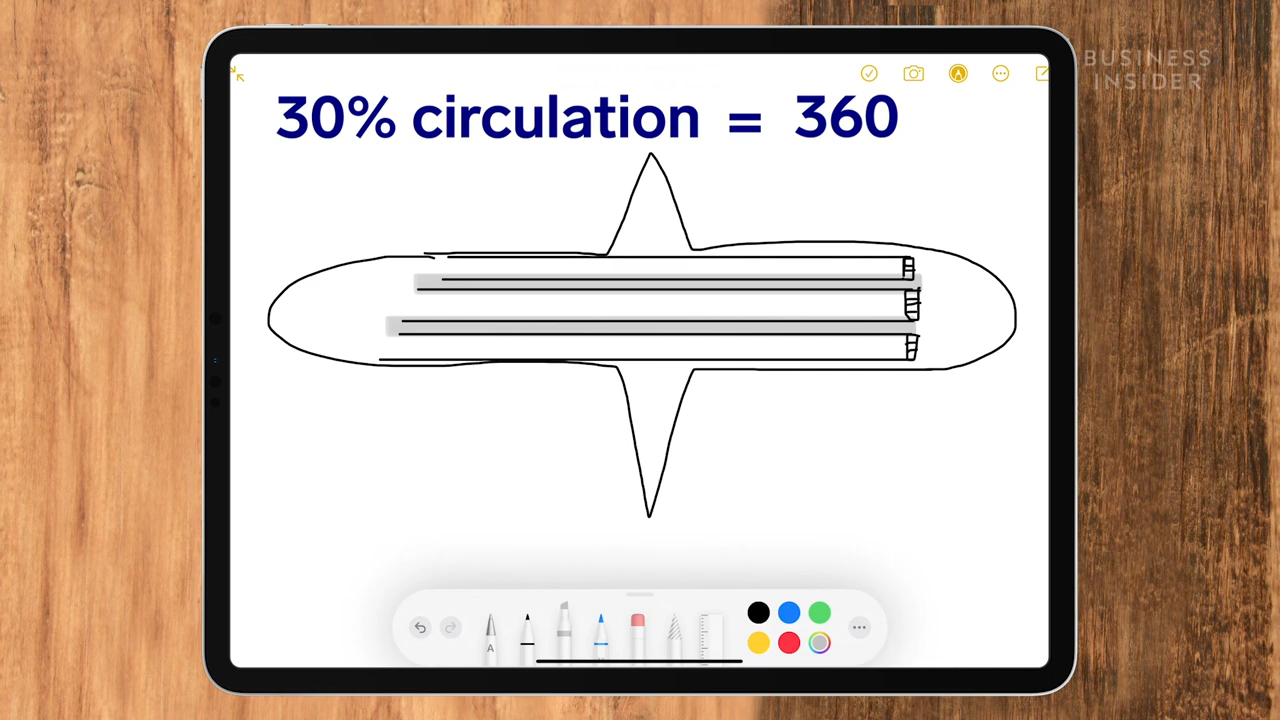 BUSINESS
INSIDER
30% circulation = 360
A